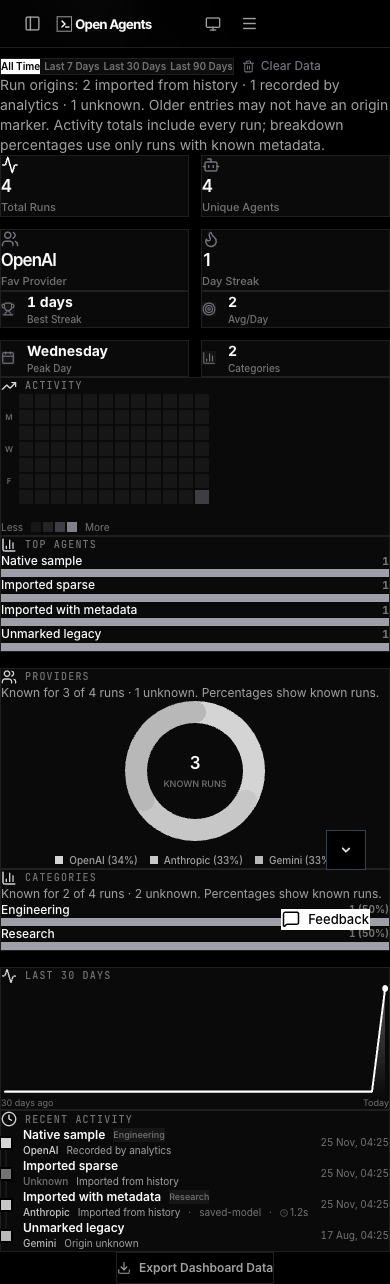 Open Agents
All Time Last 7 Days Last 30 Days Last 90 Days Clear Data
Run origins: 2 imported from history · 1 recorded by
analytics · 1 unknown. Older entries may not have an origin
marker. Activity totals include every run; breakdown
percentages use only runs with known metadata.
4
Total Runs
4
Unique Agents
OpenAI
Fav Provider
1
Day Streak
1 days
Best Streak
2
Avg/Day
Wednesday
Peak Day
2
Categories
ACTIVITY
M
W
F
Less More
TOP AGENTS
Native sample 1
Imported sparse 1
Imported with metadata 1
Unmarked legacy 1
PROVIDERS
Known for 3 of 4 runs · 1 unknown. Percentages show known runs.
3
KNOWN RUNS
OpenAI (34%) Anthropic (33%) Gemini (33%
CATEGORIES
Known for 2 of 4 runs · 2 unknown. Percentages show known runs.
Engineering 1 (50%)
Feedback
Research 1 (50%)
LAST 30 DAYS
30 days ago Today
RECENT ACTIVITY
Native sample Engineering
OpenAI Recorded by analytics 25 Nov, 04:25
Imported sparse
Unknown Imported from history 25 Nov, 04:25
Imported with metadata Research
Anthropic Imported from history · saved-model · 1.2s 25 Nov, 04:25
Unmarked legacy
Gemini Origin unknown 17 Aug, 04:25
Export Dashboard Data